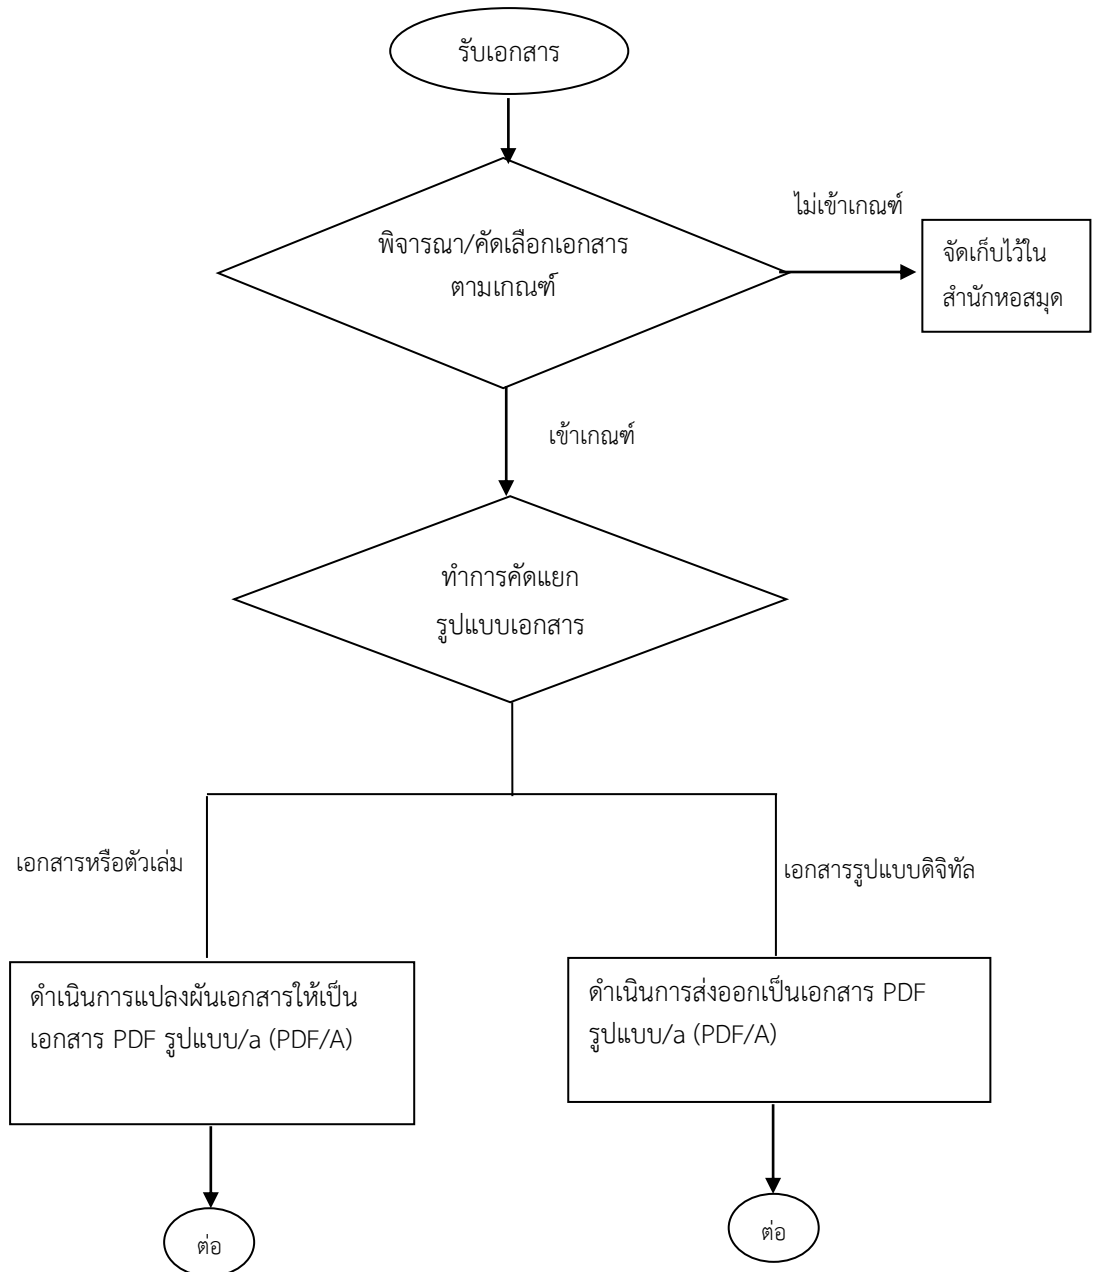 รับเอกสาร
พิจารณา/คัดเลือกเอกสาร
ตามเกณฑ์
ไม่เข้าเกณฑ์
จัดเก็บไว้ใน
สำนักหอสมุด
เข้าเกณฑ์
ทำการคัดแยก
รูปแบบเอกสาร
เอกสารหรือตัวเล่ม
เอกสารรูปแบบดิจิทัล
ดำเนินการแปลงผันเอกสารให้เป็น
เอกสาร PDF รูปแบบ/a (PDF/A)
ดำเนินการส่งออกเป็นเอกสาร PDF
รูปแบบ/a (PDF/A)
ต่อ
ต่อ